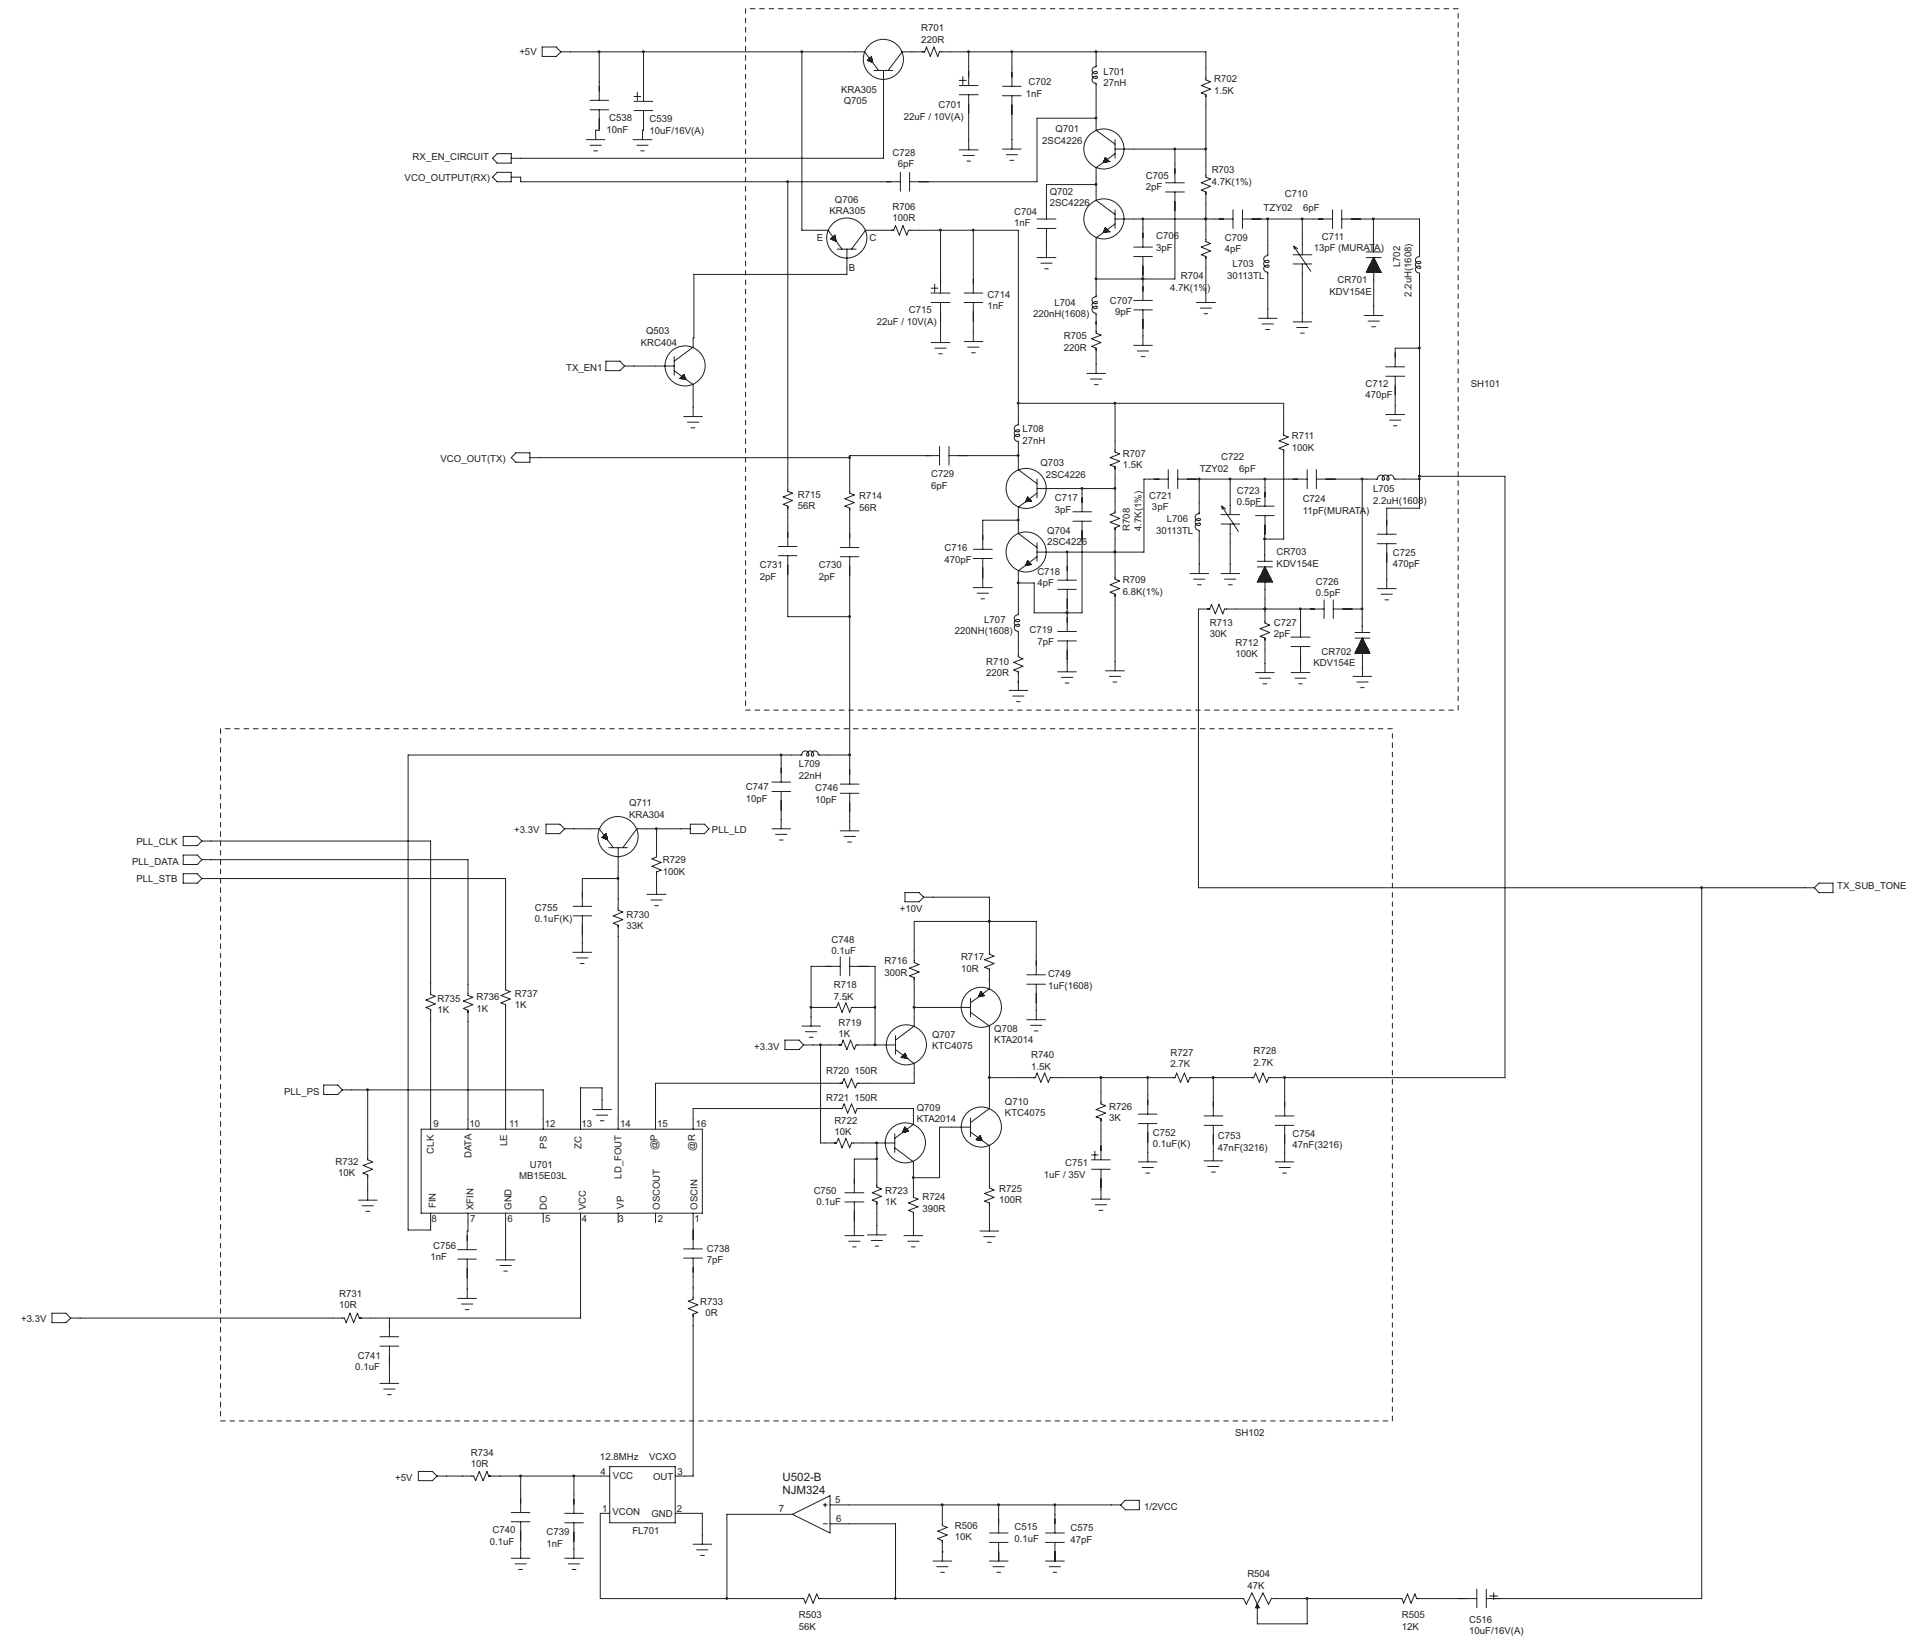 R701
220R
+5V
KRA305
Q705
C538
10nF
C539
10uF/16V(A)
C701
22uF / 10V(A)
C702
1nF
L701
27nH
R702
1.5K
RX_EN_CIRCUIT
VCO_OUTPUT(RX)
C728
6pF
Q701
2SC4226
C705
2pF
R703
4.7K(1%)
Q706
KRA305
E
C
B
R706
100R
Q702
2SC4226
C704
1nF
C706
3pF
C710
TZY02 6pF
C709
4pF
C711
13pF (MURATA)
L703
30113TL
R704
4.7K(1%)
CR701
KDV154E
L702
2.2uH(1608)
C715
22uF / 10V(A)
C714
1nF
L704
220nH(1608)
C707
9pF
R705
220R
Q503
KRC404
TX_EN1
C712
470pF
SH101
L708
27nH
R711
100K
VCO_OUT(TX)
C729
6pF
Q703
2SC4226
R707
1.5K
C722
TZY02 6pF
C721
3pF
C723
0.5pF
C724
11pF(MURATA)
L705
2.2uH(1608)
R715
56R
R714
56R
C717
3pF
R708
4.7K(1%)
L706
30113TL
Q704
2SC4226
C716
470pF
C731
2pF
C730
2pF
C718
4pF
R709
6.8K(1%)
CR703
KDV154E
C725
470pF
C726
0.5pF
L707
220NH(1608)
C719
7pF
R713
30K
R712
100K
C727
2pF
CR702
KDV154E
R710
220R
L709
22nH
C747
10pF
C746
10pF
Q711
KRA304
+3.3V
PLL_LD
PLL_CLK
PLL_DATA
PLL_STB
R729
100K
TX_SUB_TONE
C755
0.1uF(K)
R730
33K
+10V
C748
0.1uF
R716
300R
R717
10R
C749
1uF(1608)
R718
7.5K
R735
1K
R736
1K
R737
1K
R719
1K
Q707
KTC4075
Q708
KTA2014
+3.3V
R740
1.5K
R727
2.7K
R728
2.7K
R720 150R
R721 150R
PLL_PS
R722
10K
Q709
KTA2014
Q710
KTC4075
R726
3K
C752
0.1uF(K)
C753
47nF(3216)
C754
47nF(3216)
9 10 11 12 13 14 15 16
CLK DATA LE PS ZC LD_FOUT @P @R
U701
MB15E03L
FIN XFIN GND DO VCC VP OSCOUT OSCIN
8 7 6 5 4 3 2 1
R732
10K
C751
1uF / 35V
C750
0.1uF
R723
1K
R724
390R
R725
100R
C756
1nF
C738
7pF
R731
10R
+3.3V
R733
0R
C741
0.1uF
SH102
R734
10R
+5V
12.8MHz VCXO
4 VCC OUT 3
1 VCON GND 2
FL701
C740
0.1uF
C739
1nF
U502-B
NJM324
7
5
6
+
-
1/2VCC
R506
10K
C515
0.1uF
C575
47pF
R503
56K
R504
47K
R505
12K
C516
10uF/16V(A)